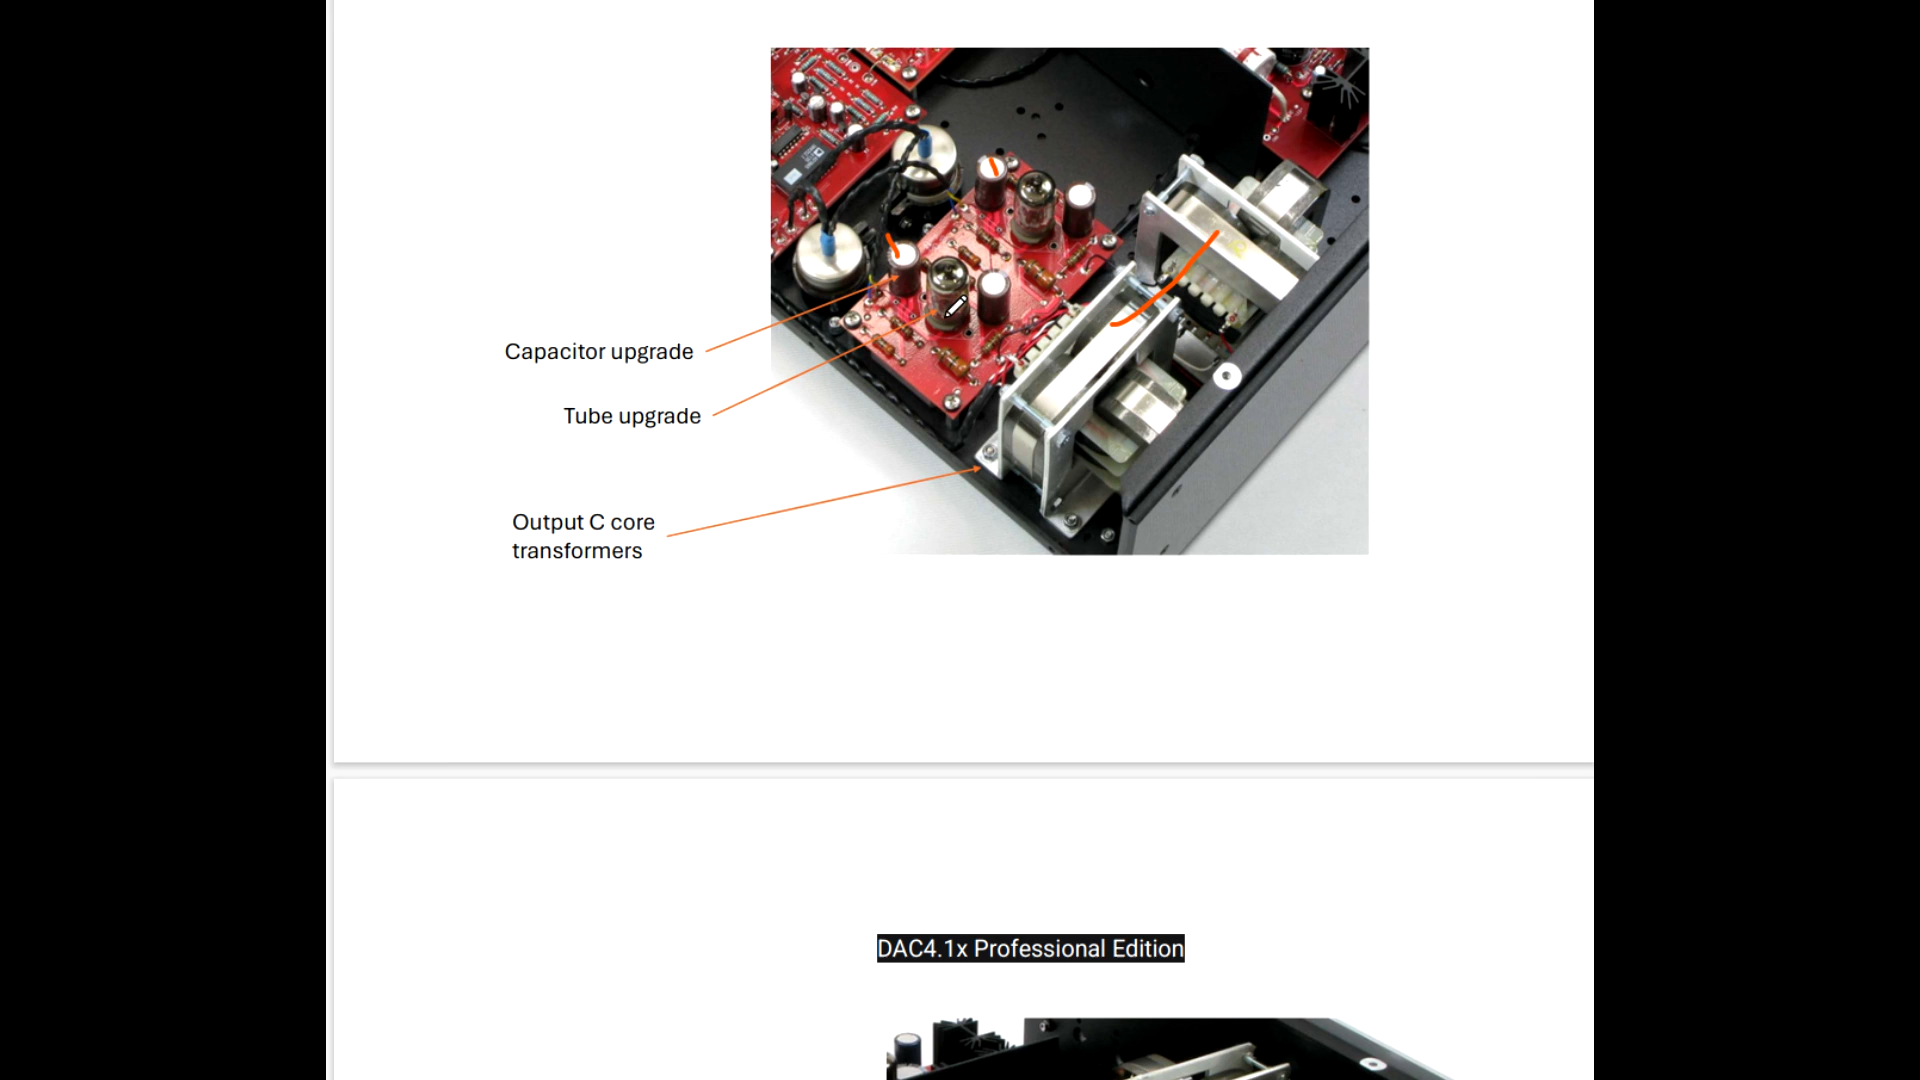 Capacitor upgrade
Tube upgrade
Output C core
transformers
DAC4.1x Professional Edition